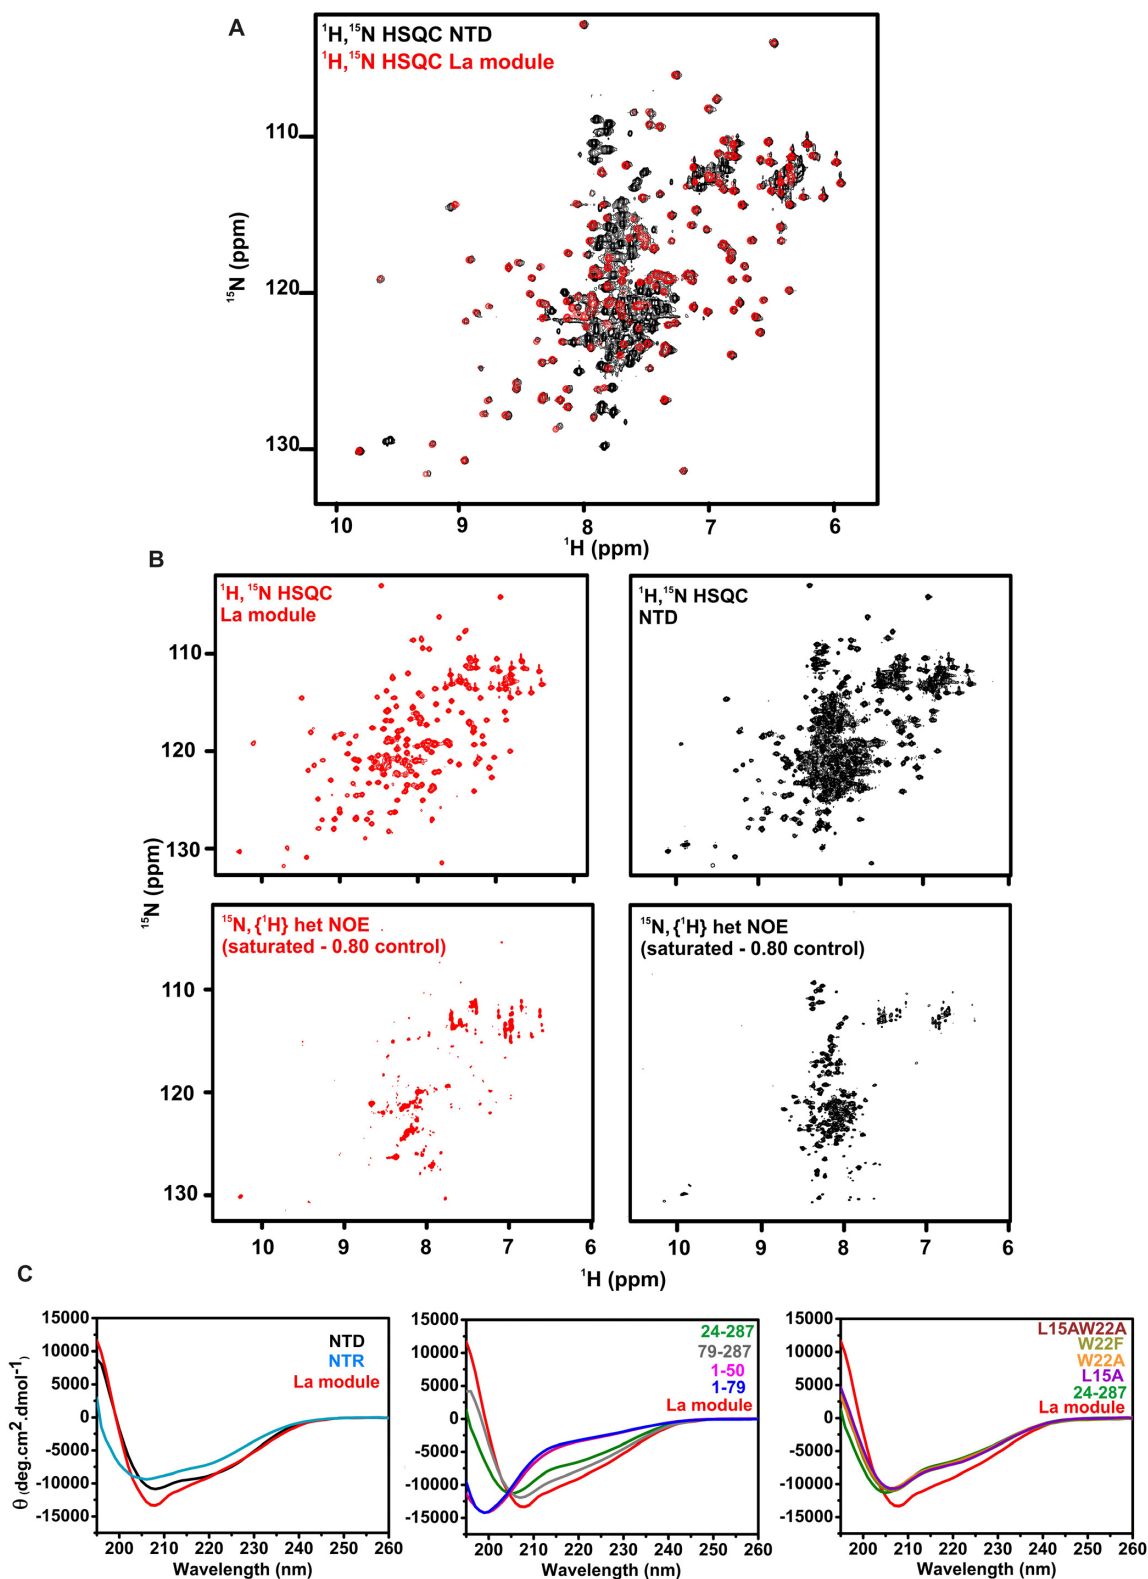 A
¹H,¹⁵N HSQC NTD
¹H,¹⁵N HSQC La module
110
120
130
¹⁵N (ppm)
10 9 8 7 6
¹H (ppm)
B
¹H,¹⁵N HSQC
La module
¹H,¹⁵N HSQC
NTD
110
120
130
¹⁵N (ppm)
¹⁵N,{¹H} het NOE
(saturated - 0.80 control)
¹⁵N,{¹H} het NOE
(saturated - 0.80 control)
110
120
130
10 9 8 7 6
10 9 8 7 6
¹H (ppm)
C
15000
10000
5000
0
-5000
-10000
-15000
θ (deg.cm².dmol⁻¹)
NTD
NTR
La module
200 210 220 230 240 250 260
Wavelength (nm)
15000
10000
5000
0
-5000
-10000
-15000
24-287
79-287
1-50
1-79
La module
200 210 220 230 240 250 260
Wavelength (nm)
15000
10000
5000
0
-5000
-10000
-15000
L15AW22A
W22F
W22A
L15A
24-287
La module
200 210 220 230 240 250 260
Wavelength (nm)